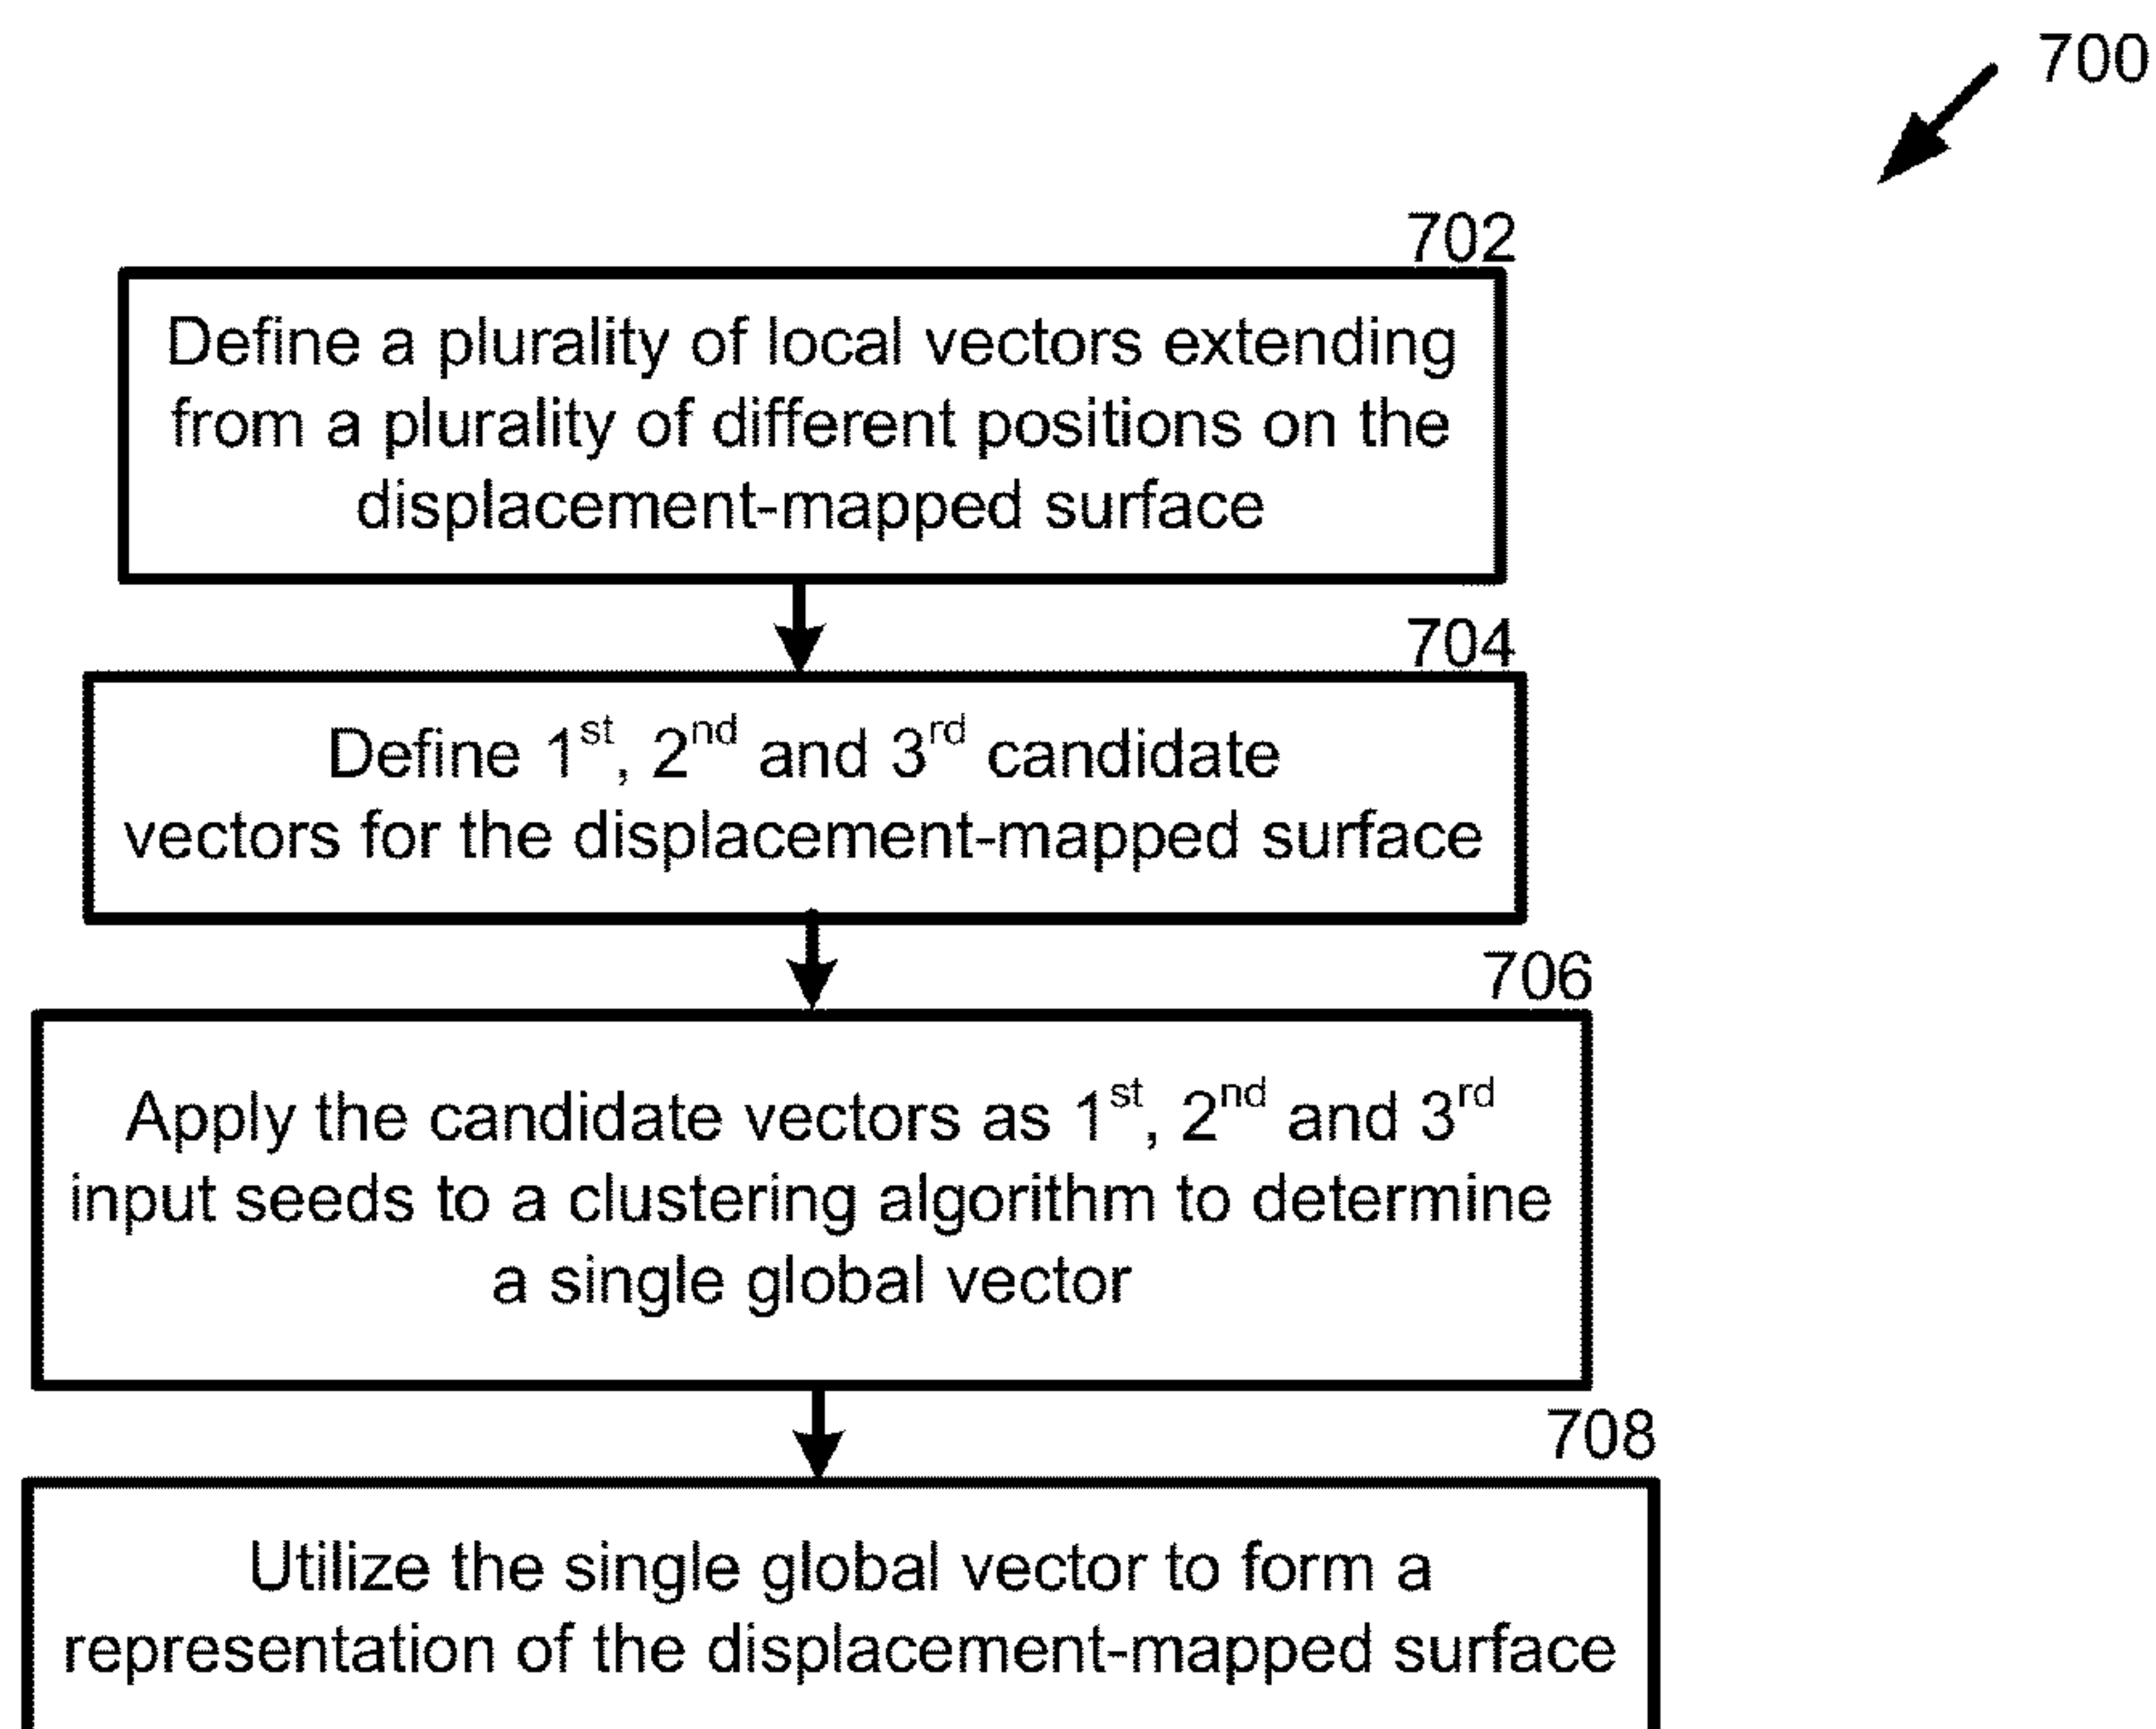 700
702
Define a plurality of local vectors extending
from a plurality of different positions on the
displacement-mapped surface
704
Define 1st, 2nd and 3rd candidate
vectors for the displacement-mapped surface
706
Apply the candidate vectors as 1st, 2nd and 3rd
input seeds to a clustering algorithm to determine
a single global vector
708
Utilize the single global vector to form a
representation of the displacement-mapped surface